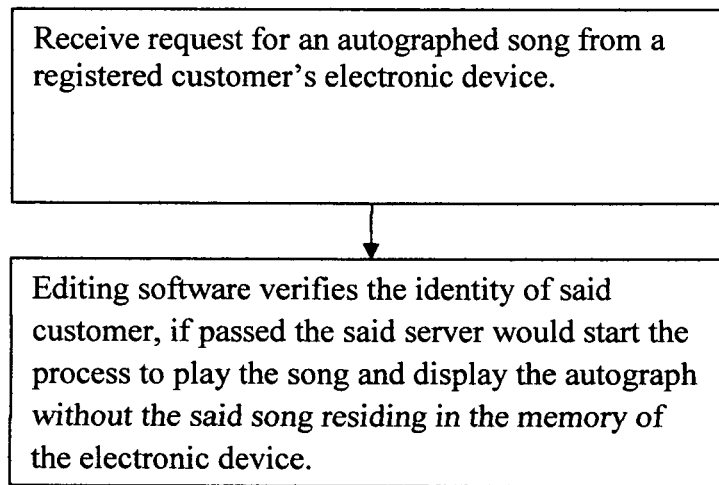 Receive request for an autographed song from a
registered customer's electronic device.
Editing software verifies the identity of said
customer, if passed the said server would start the
process to play the song and display the autograph
without the said song residing in the memory of
the electronic device.